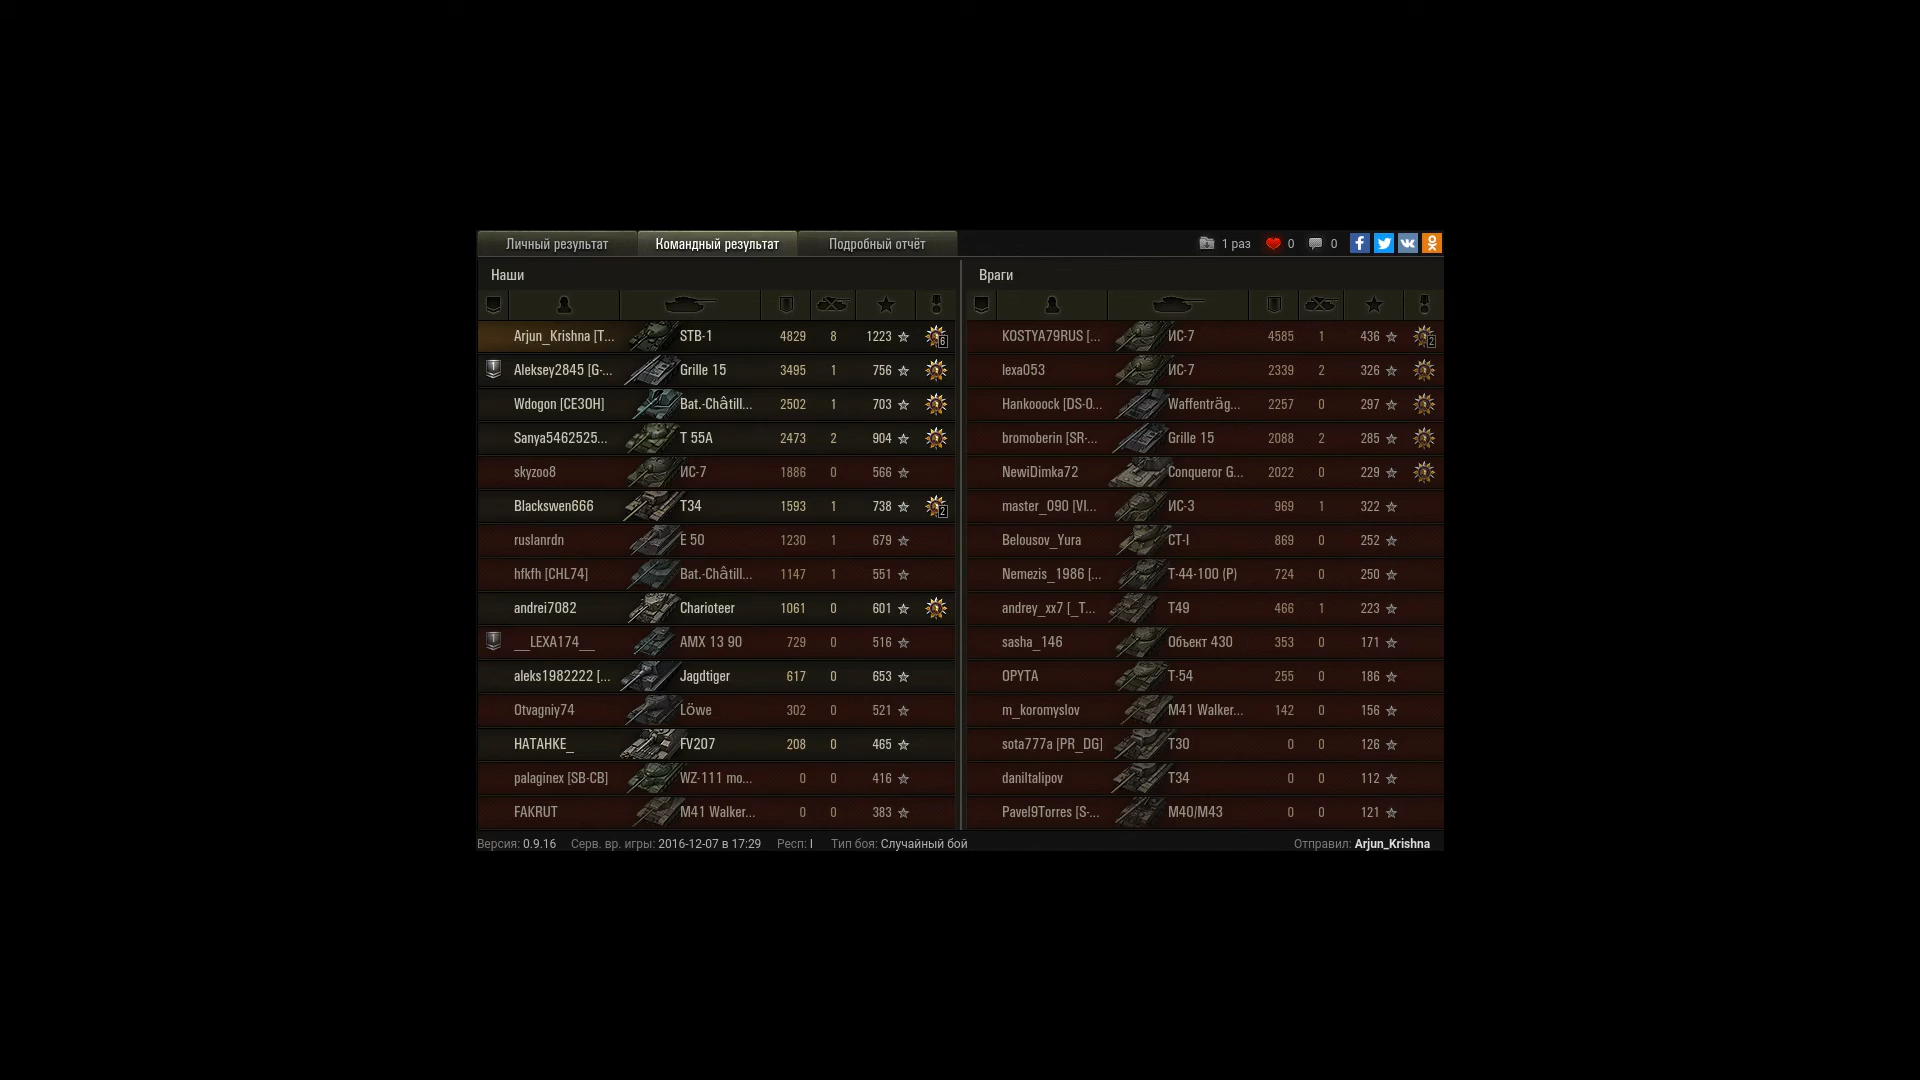 Личный результат Командный результат Подробный отчёт 1 раз 0 0
Наши
Arjun_Krishna [T... STB-1 4829 8 1223 6
Aleksey2845 [G-... Grille 15 3495 1 756
Wdogon [CE3OH] Bat.-Châtill... 2502 1 703
Sanya5462525... T 55A 2473 2 904
skyzoo8 ИС-7 1886 0 566
Blackswen666 T34 1593 1 738 2
ruslanrdn E 50 1230 1 679
hfkfh [CHL74] Bat.-Châtill... 1147 1 551
andrei7082 Charioteer 1061 0 601
__LEXA174__ AMX 13 90 729 0 516
aleks1982222 [... Jagdtiger 617 0 653
Otvagniy74 Löwe 302 0 521
HATAHKE_ FV207 208 0 465
palaginex [SB-CB] WZ-111 mo... 0 0 416
FAKRUT M41 Walker... 0 0 383
Враги
KOSTYA79RUS [... ИС-7 4585 1 436 2
lexa053 ИС-7 2339 2 326
Hankooock [DS-O... Waffenträg... 2257 0 297
bromoberin [SR-... Grille 15 2088 2 285
NewiDimka72 Conqueror G... 2022 0 229
master_090 [VI... ИС-3 969 1 322
Belousov_Yura СТ-I 869 0 252
Nemezis_1986 [... Т-44-100 (Р) 724 0 250
andrey_xx7 [_T... T49 466 1 223
sasha_146 Объект 430 353 0 171
OPYTA Т-54 255 0 186
m_koromyslov M41 Walker... 142 0 156
sota777a [PR_DG] T30 0 0 126
daniltalipov T34 0 0 112
Pavel9Torres [S-... M40/M43 0 0 121
Версия: 0.9.16 Серв. вр. игры: 2016-12-07 в 17:29 Респ: I Тип боя: Случайный бой Отправил: Arjun_Krishna